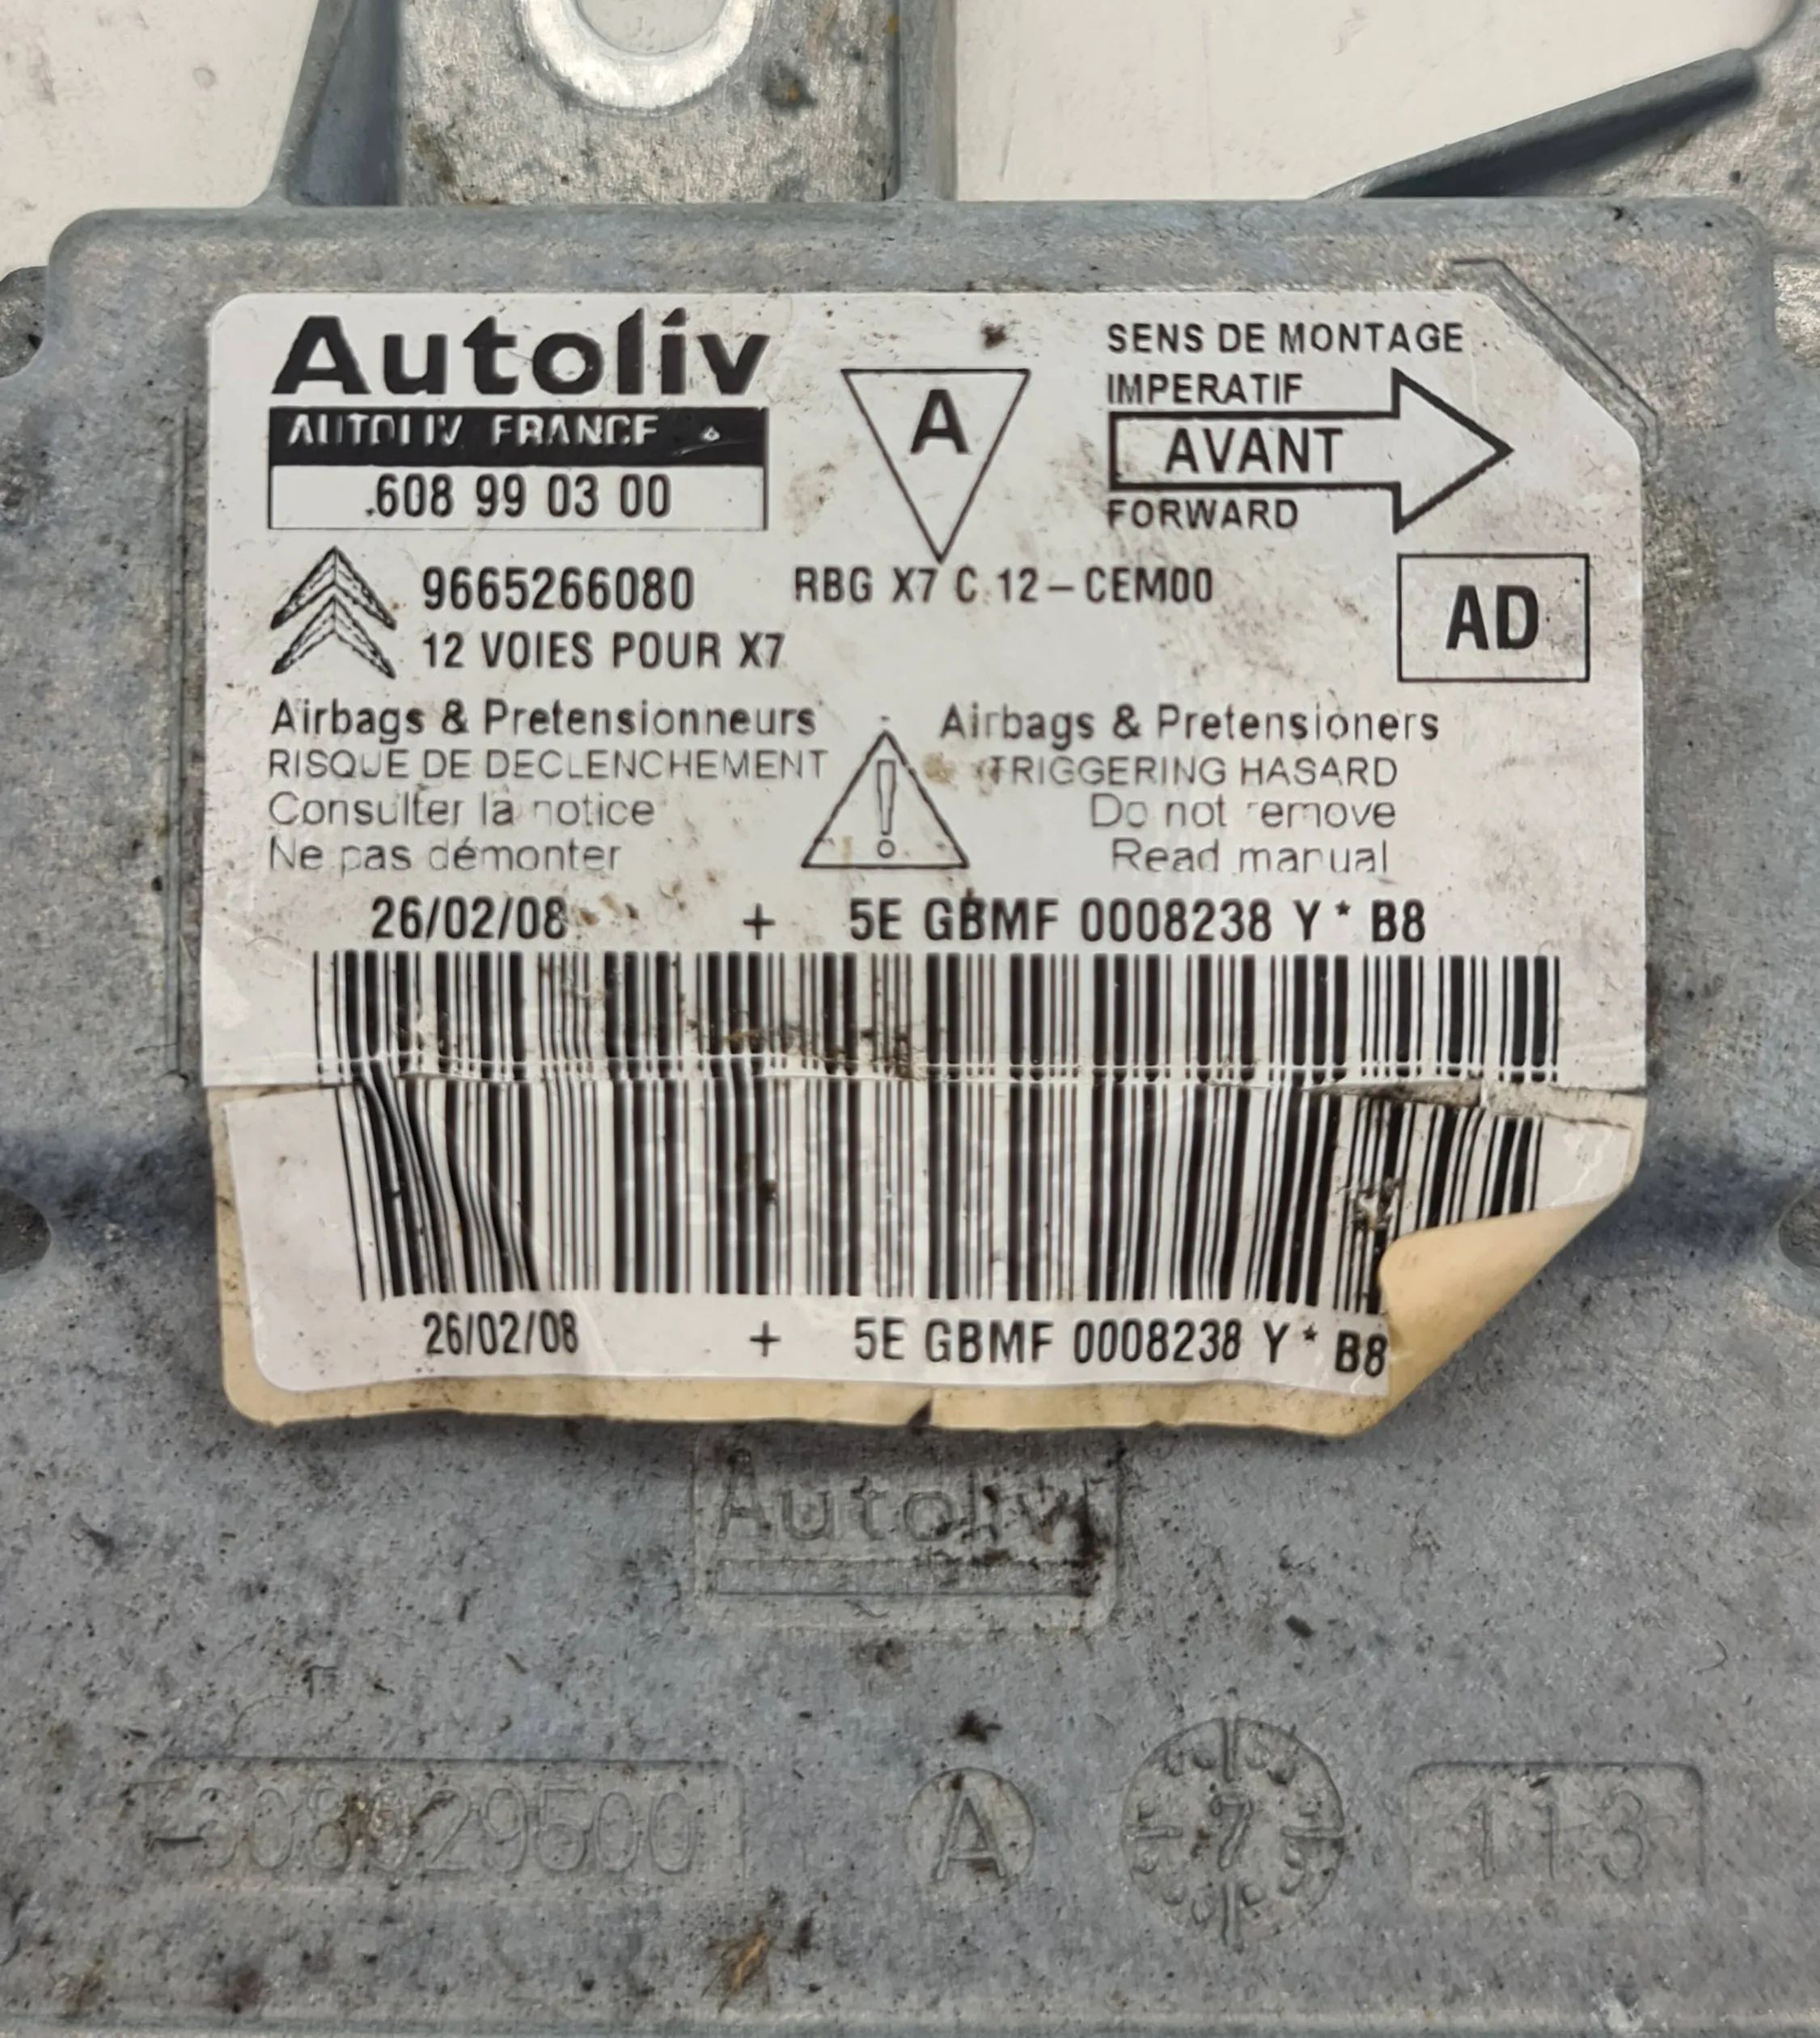 Autoliv
AUTOLIV FRANCE
.608 99 03 00
A
SENS DE MONTAGE
IMPERATIF
AVANT
FORWARD
9665266080
RBG X7 C 12-CEM00
12 VOIES POUR X7
AD
Airbags & Pretensionneurs
RISQUE DE DECLENCHEMENT
Consulter la notice
Ne pas démonter
!
Airbags & Pretensioners
TRIGGERING HASARD
Do not remove
Read manual
26/02/08 + 5E GBMF 0008238 Y * B8
26/02/08 + 5E GBMF 0008238 Y * B8
Autoliv
A
7
113